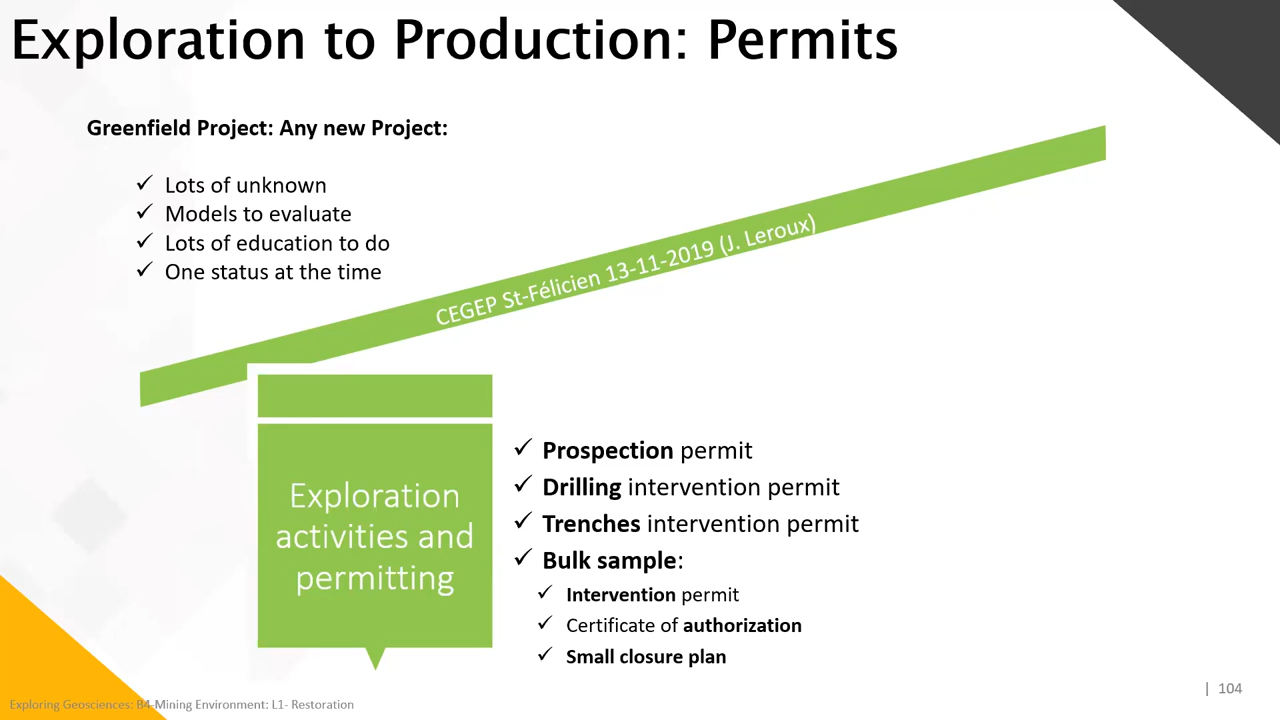 Exploration to Production: Permits
Greenfield Project: Any new Project:
✓ Lots of unknown
✓ Models to evaluate
✓ Lots of education to do
✓ One status at the time
CEGEP St-Félicien 13-11-2019 (J. Leroux)
Exploration
activities and
permitting
✓ Prospection permit
✓ Drilling intervention permit
✓ Trenches intervention permit
✓ Bulk sample:
✓ Intervention permit
✓ Certificate of authorization
✓ Small closure plan
| 104
Exploring Geosciences: B4-Mining Environment: L1- Restoration